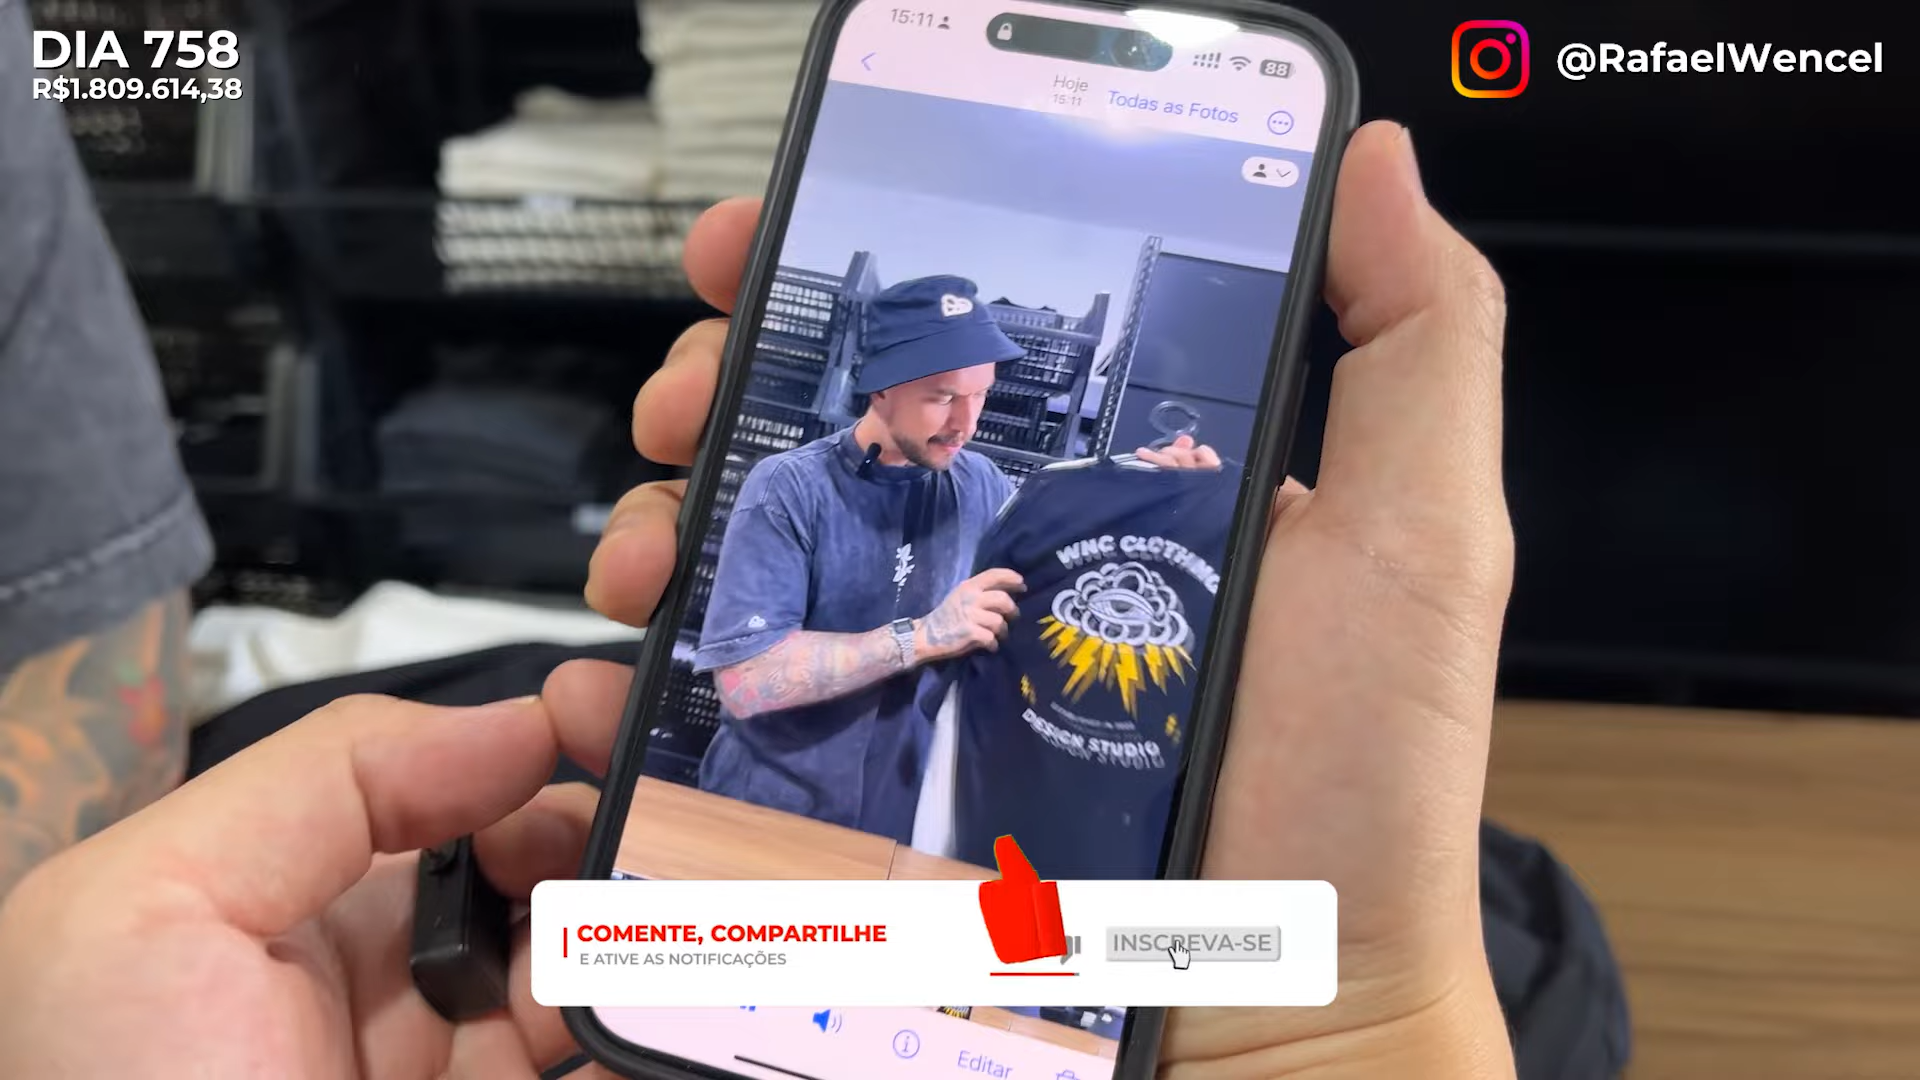 DIA 758
R$1.809.614,38
@RafaelWencel
15:11
88
Hoje
15:11
Todas as Fotos
WNC CLOTHING
DESIGN STUDIO
COMENTE, COMPARTILHE
E ATIVE AS NOTIFICAÇÕES
INSCREVA-SE
Editar